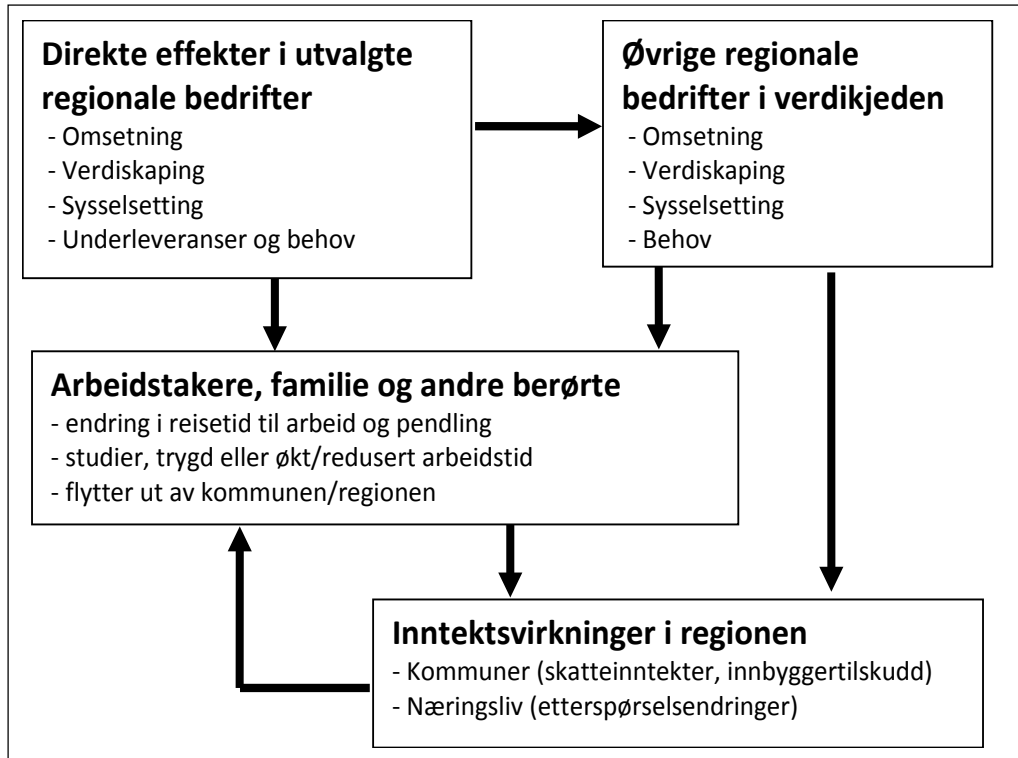 Direkte effekter i utvalgte
regionale bedrifter
- Omsetning
- Verdiskaping
- Sysselsetting
- Underleveranser og behov
Øvrige regionale
bedrifter i verdikjeden
- Omsetning
- Verdiskaping
- Sysselsetting
- Behov
Arbeidstakere, familie og andre berørte
- endring i reisetid til arbeid og pendling
- studier, trygd eller økt/redusert arbeidstid
- flytter ut av kommunen/regionen
Inntektsvirkninger i regionen
- Kommuner (skatteinntekter, innbyggertilskudd)
- Næringsliv (etterspørselsendringer)